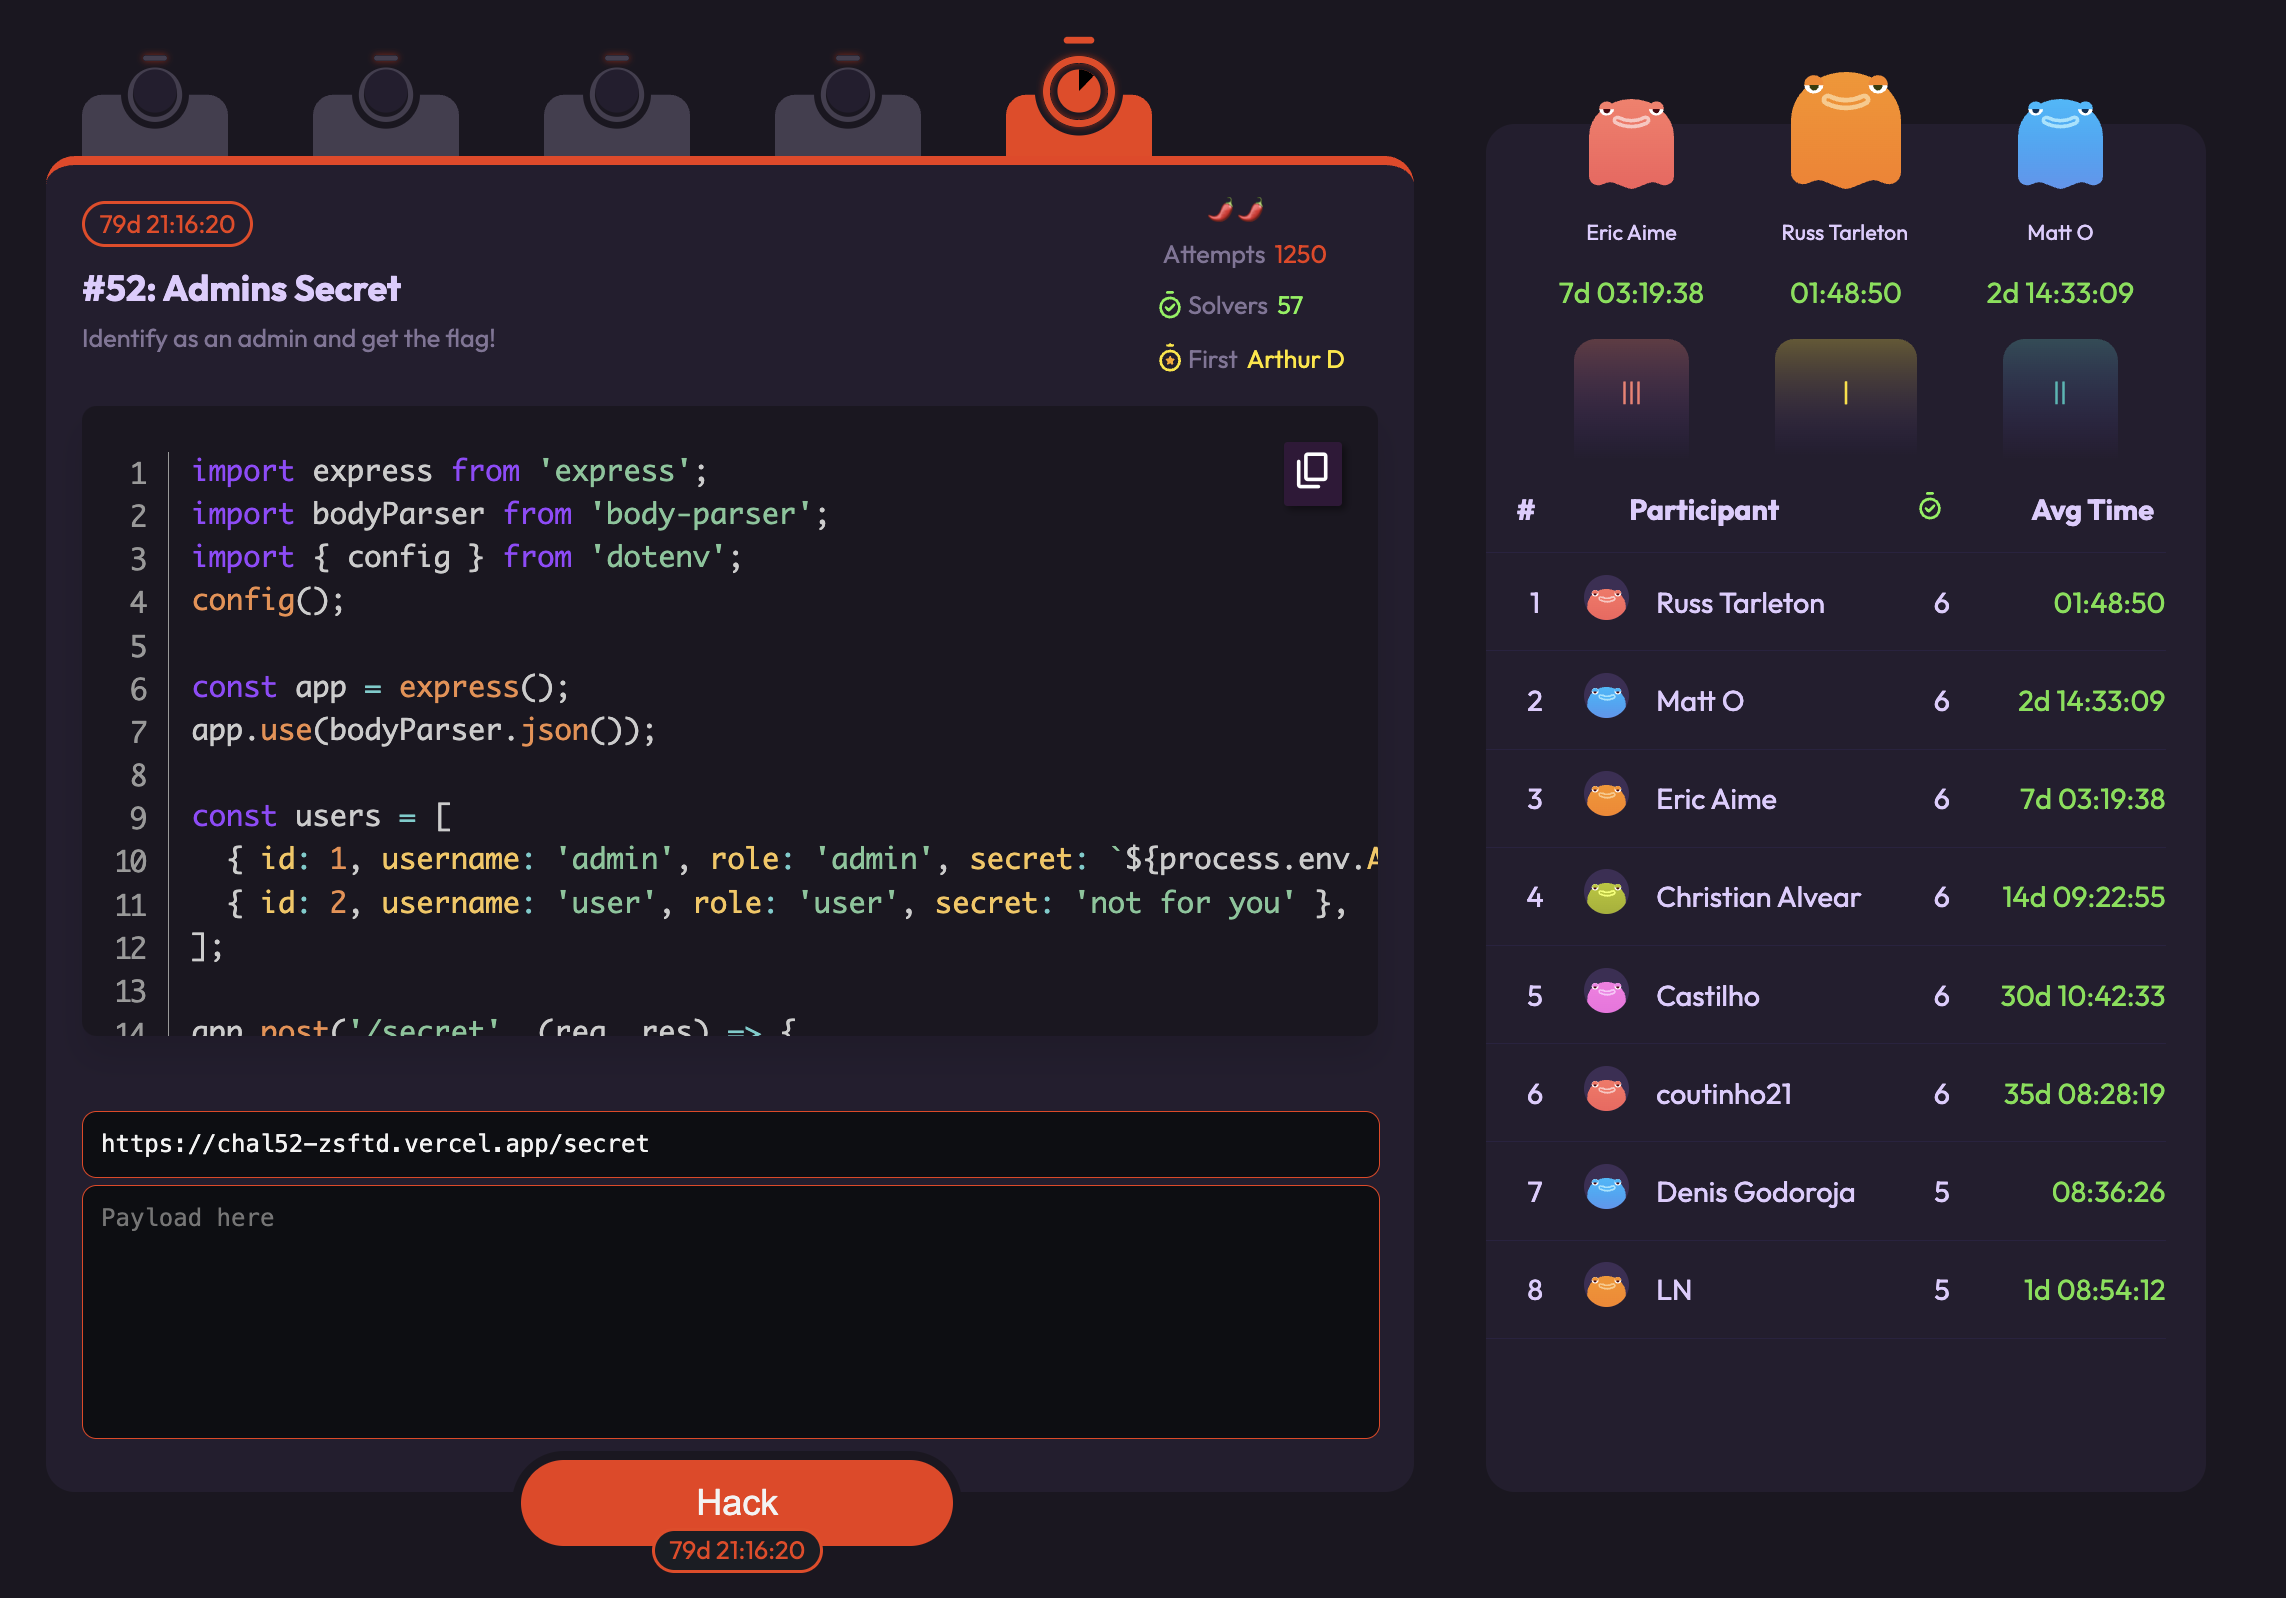 79d 21:16:20
#52: Admins Secret
Identify as an admin and get the flag!
Attempts 1250
Solvers 57
First Arthur D
1 import express from 'express';
2 import bodyParser from 'body-parser';
3 import { config } from 'dotenv';
4 config();
5
6 const app = express();
7 app.use(bodyParser.json());
8
9 const users = [
10 { id: 1, username: 'admin', role: 'admin', secret: `${process.env.A
11 { id: 2, username: 'user', role: 'user', secret: 'not for you' },
12 ];
13
14 app.post('/secret', (req, res) => {
https://chal52-zsftd.vercel.app/secret
Payload here
Hack
79d 21:16:20
Eric Aime Russ Tarleton Matt O
7d 03:19:38 01:48:50 2d 14:33:09
||| | ||
# Participant Avg Time
1 Russ Tarleton 6 01:48:50
2 Matt O 6 2d 14:33:09
3 Eric Aime 6 7d 03:19:38
4 Christian Alvear 6 14d 09:22:55
5 Castilho 6 30d 10:42:33
6 coutinho21 6 35d 08:28:19
7 Denis Godoroja 5 08:36:26
8 LN 5 1d 08:54:12